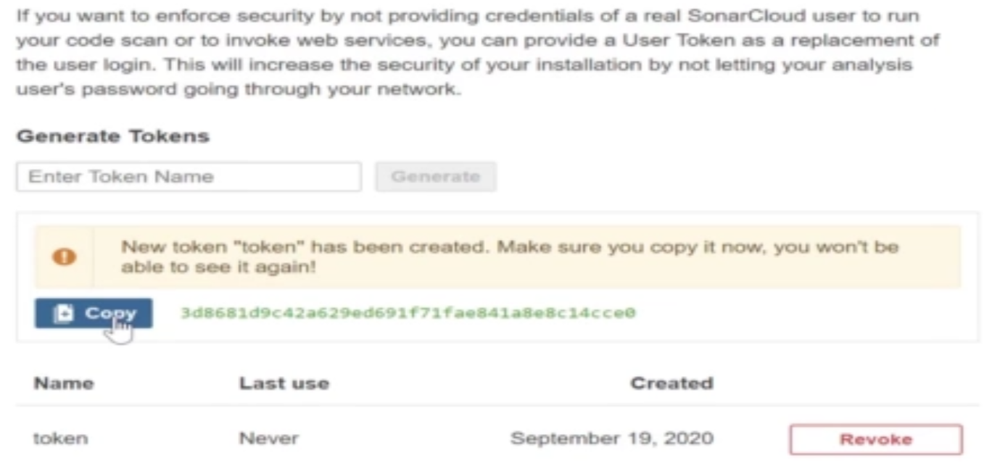 If you want to enforce security by not providing credentials of a real SonarCloud user to run
your code scan or to invoke web services, you can provide a User Token as a replacement of
the user login. This will increase the security of your installation by not letting your analysis
user's password going through your network.
Generate Tokens
Enter Token Name
Generate
New token "token" has been created. Make sure you copy it now, you won't be
able to see it again!
Copy
3d8681d9c42a629ed691f71fae841a8e8c14cce0
Name Last use Created
token Never September 19, 2020 Revoke